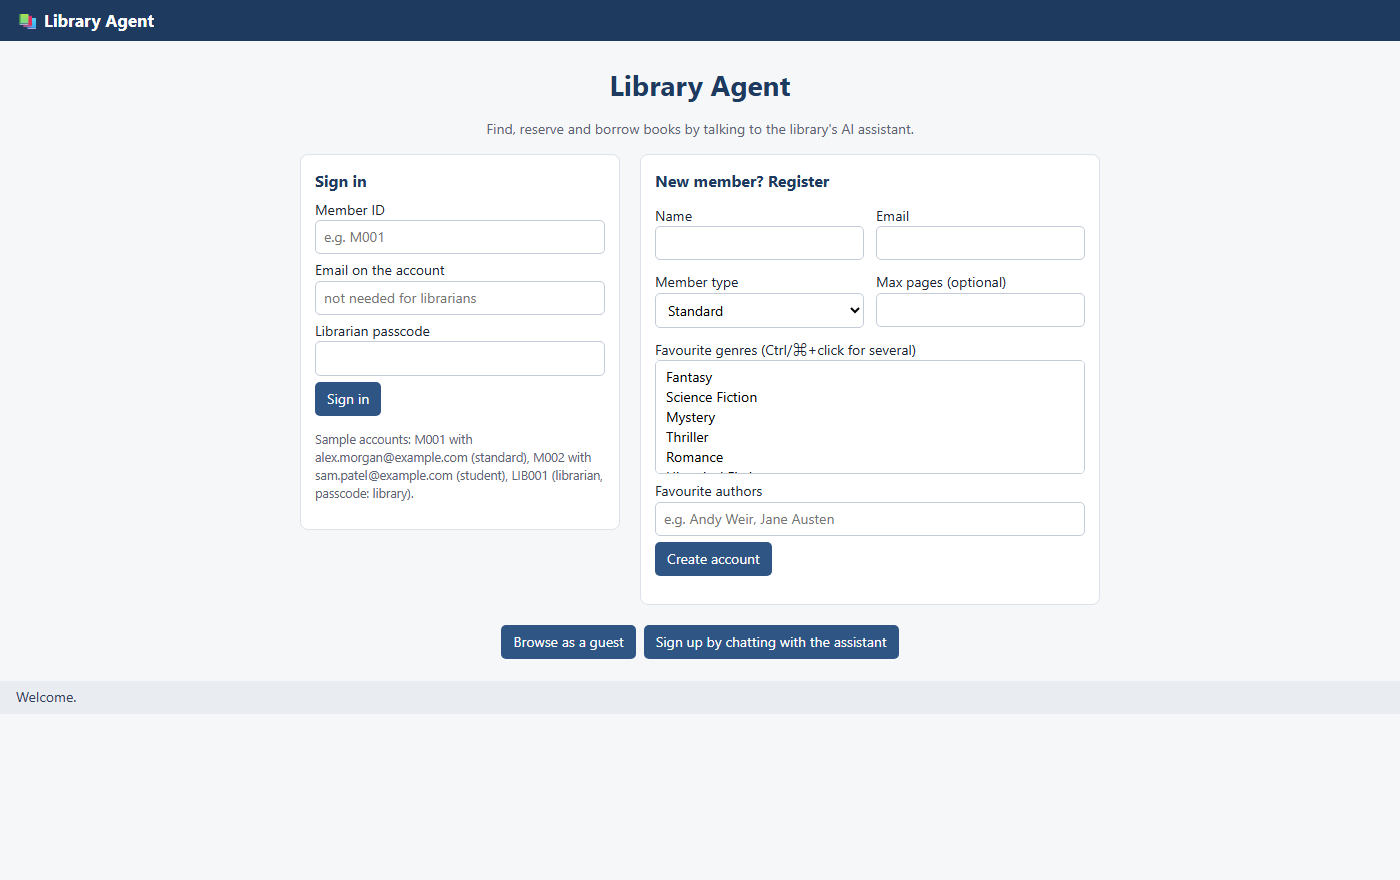 Library Agent
Library Agent
Find, reserve and borrow books by talking to the library's AI assistant.
Sign in
Member ID
e.g. M001
Email on the account
not needed for librarians
Librarian passcode
Sign in
Sample accounts: M001 with
alex.morgan@example.com (standard), M002 with
sam.patel@example.com (student), LIB001 (librarian,
passcode: library).
New member? Register
Name
Email
Member type
Max pages (optional)
Standard
Favourite genres (Ctrl/⌘+click for several)
Fantasy
Science Fiction
Mystery
Thriller
Romance
Favourite authors
e.g. Andy Weir, Jane Austen
Create account
Browse as a guest
Sign up by chatting with the assistant
Welcome.